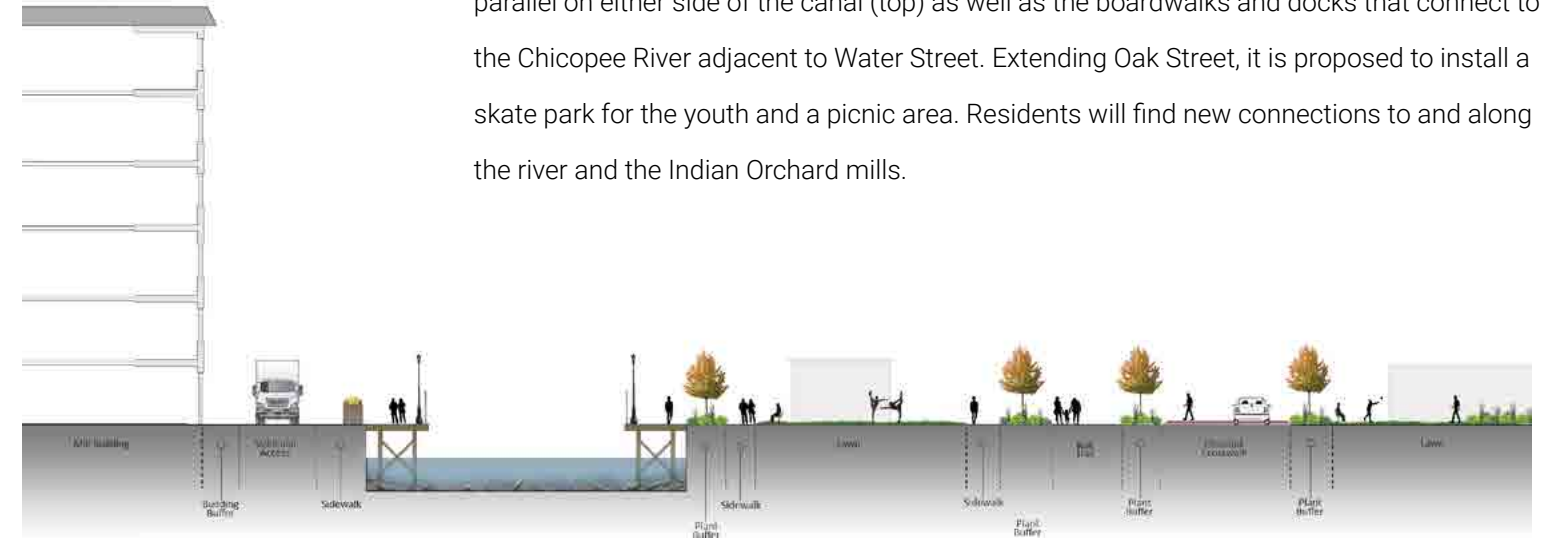 parallel on either side of the canal (top) as well as the boardwalks and docks that connect to
the Chicopee River adjacent to Water Street. Extending Oak Street, it is proposed to install a
skate park for the youth and a picnic area. Residents will find new connections to and along
the river and the Indian Orchard mills.
Mill Building
Vehicular
Access
Lawn
Crosswalk
Lawn
Building
Buffer
Sidewalk
Plant
Buffer
Sidewalk
Sidewalk
Plant
Buffer
Plant
Buffer
Plant
Buffer